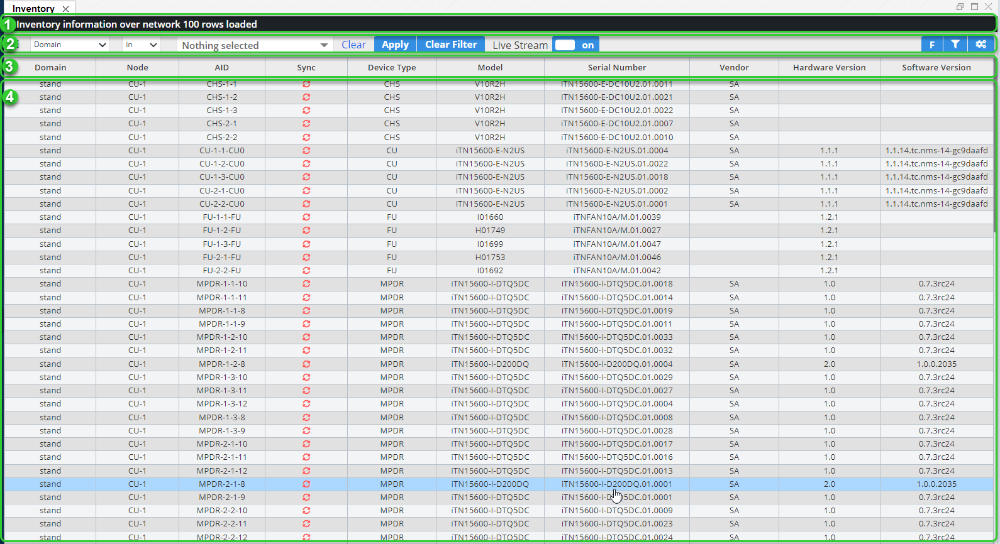 Inventory
1 Inventory information over network 100 rows loaded
2 Domain in Nothing selected Clear Apply Clear Filter Live Stream on F
3 Domain Node AID Sync Device Type Model Serial Number Vendor Hardware Version Software Version
stand CU-1 CHS-1-1 CHS V10R2H iTN15600-E-DC10U2.01.0011 SA
4 stand CU-1 CHS-1-2 CHS V10R2H ITN15600-E-DC10U2.01.0021 SA
stand CU-1 CHS-1-3 CHS V10R2H ITN15600-E-DC10U2.01.0022 SA
stand CU-1 CHS-2-1 CHS V10R2H iTN15600-E-DC10U2.01.0007 SA
stand CU-1 CHS-2-2 CHS V10R2H iTN15600-E-DC10U2.01.0010 SA
stand CU-1 CU-1-1-CU0 CU iTN15600-E-N2US iTN15600-E-N2US.01.0004 SA 1.1.1 1.1.14.tc.nms-14-gc9daafd
stand CU-1 CU-1-2-CU0 CU iTN15600-E-N2US iTN15600-E-N2US.01.0022 SA 1.1.1 1.1.14.tc.nms-14-gc9daafd
stand CU-1 CU-1-3-CU0 CU iTN15600-E-N2US iTN15600-E-N2US.01.0018 SA 1.1.1 1.1.14.tc.nms-14-gc9daafd
stand CU-1 CU-2-1-CU0 CU iTN15600-E-N2US iTN15600-E-N2US.01.0002 SA 1.1.1 1.1.14.tc.nms-14-gc9daafd
stand CU-1 CU-2-2-CU0 CU iTN15600-E-N2US iTN15600-E-N2US.01.0001 SA 1.1.1 1.1.14.tc.nms-14-gc9daafd
stand CU-1 FU-1-1-FU FU I01660 iTNFAN10A/M.01.0039 1.2.1
stand CU-1 FU-1-2-FU FU H01749 iTNFAN10A/M.01.0027 1.2.1
stand CU-1 FU-1-3-FU FU I01699 iTNFAN10A/M.01.0047 1.2.1
stand CU-1 FU-2-1-FU FU H01753 iTNFAN10A/M.01.0046 1.2.1
stand CU-1 FU-2-2-FU FU I01692 iTNFAN10A/M.01.0042 1.2.1
stand CU-1 MPDR-1-1-10 MPDR iTN15600-I-DTQ5DC iTN15600-I-DTQ5DC.01.0018 SA 1.0 0.7.3rc24
stand CU-1 MPDR-1-1-11 MPDR iTN15600-I-DTQ5DC iTN15600-I-DTQ5DC.01.0014 SA 1.0 0.7.3rc24
stand CU-1 MPDR-1-1-8 MPDR iTN15600-I-DTQ5DC iTN15600-I-DTQ5DC.01.0019 SA 1.0 0.7.3rc24
stand CU-1 MPDR-1-1-9 MPDR iTN15600-I-DTQ5DC iTN15600-I-DTQ5DC.01.0011 SA 1.0 0.7.3rc24
stand CU-1 MPDR-1-2-10 MPDR iTN15600-I-DTQ5DC iTN15600-I-DTQ5DC.01.0033 SA 1.0 0.7.3rc24
stand CU-1 MPDR-1-2-11 MPDR iTN15600-I-DTQ5DC iTN15600-I-DTQ5DC.01.0032 SA 1.0 0.7.3rc24
stand CU-1 MPDR-1-2-8 MPDR iTN15600-I-D200DQ iTN15600-I-D200DQ.01.0004 SA 2.0 1.0.0.2035
stand CU-1 MPDR-1-3-10 MPDR iTN15600-I-DTQ5DC iTN15600-I-DTQ5DC.01.0029 SA 1.0 0.7.3rc24
stand CU-1 MPDR-1-3-11 MPDR iTN15600-I-DTQ5DC iTN15600-I-DTQ5DC.01.0027 SA 1.0 0.7.3rc24
stand CU-1 MPDR-1-3-12 MPDR iTN15600-I-DTQ5DC iTN15600-I-DTQ5DC.01.0004 SA 1.0 0.7.3rc24
stand CU-1 MPDR-1-3-8 MPDR iTN15600-I-DTQ5DC iTN15600-I-DTQ5DC.01.0008 SA 1.0 0.7.3rc24
stand CU-1 MPDR-1-3-9 MPDR iTN15600-I-DTQ5DC iTN15600-I-DTQ5DC.01.0028 SA 1.0 0.7.3rc24
stand CU-1 MPDR-2-1-10 MPDR iTN15600-I-DTQ5DC iTN15600-I-DTQ5DC.01.0017 SA 1.0 0.7.3rc24
stand CU-1 MPDR-2-1-11 MPDR iTN15600-I-DTQ5DC iTN15600-I-DTQ5DC.01.0016 SA 1.0 0.7.3rc24
stand CU-1 MPDR-2-1-12 MPDR iTN15600-I-DTQ5DC iTN15600-I-DTQ5DC.01.0013 SA 1.0 0.7.3rc24
stand CU-1 MPDR-2-1-8 MPDR iTN15600-I-D200DQ iTN15600-I-D200DQ.01.0001 SA 2.0 1.0.0.2035
stand CU-1 MPDR-2-1-9 MPDR iTN15600-I-DTQ5DC iTN15600-I-DTQ5DC.01.0001 SA 1.0 0.7.3rc24
stand CU-1 MPDR-2-2-10 MPDR iTN15600-I-DTQ5DC iTN15600-I-DTQ5DC.01.0009 SA 1.0 0.7.3rc24
stand CU-1 MPDR-2-2-11 MPDR iTN15600-I-DTQ5DC iTN15600-I-DTQ5DC.01.0023 SA 1.0 0.7.3rc24
stand CU-1 MPDR-2-2-12 MPDR iTN15600-I-DTQ5DC iTN15600-I-DTQ5DC.01.0024 SA 1.0 0.7.3rc24